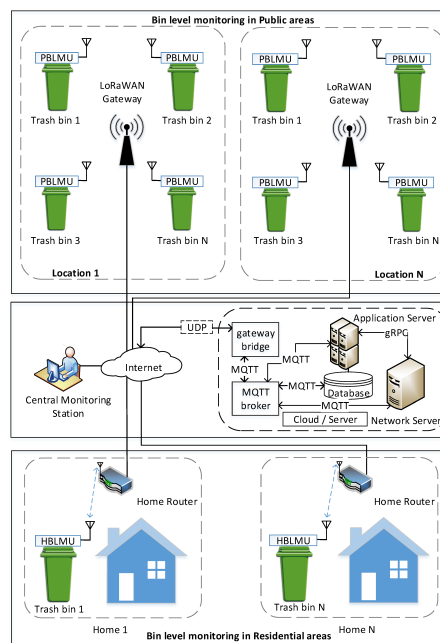 Bin level monitoring in Public areas
PBLMU
Trash bin 1
LoRaWAN
Gateway
PBLMU
Trash bin 2
PBLMU
Trash bin 3
PBLMU
Trash bin N
Location 1
PBLMU
Trash bin 1
LoRaWAN
Gateway
PBLMU
Trash bin 2
PBLMU
Trash bin 3
PBLMU
Trash bin N
Location N
Central Monitoring
Station
Internet
UDP
gateway
bridge
MQTT
MQTT
broker
MQTT
MQTT
MQTT
Application Server
gRPC
Database
Network Server
Cloud / Server
Home Router
HBLMU
Trash bin 1
Home 1
Home Router
HBLMU
Trash bin N
Home N
Bin level monitoring in Residential areas